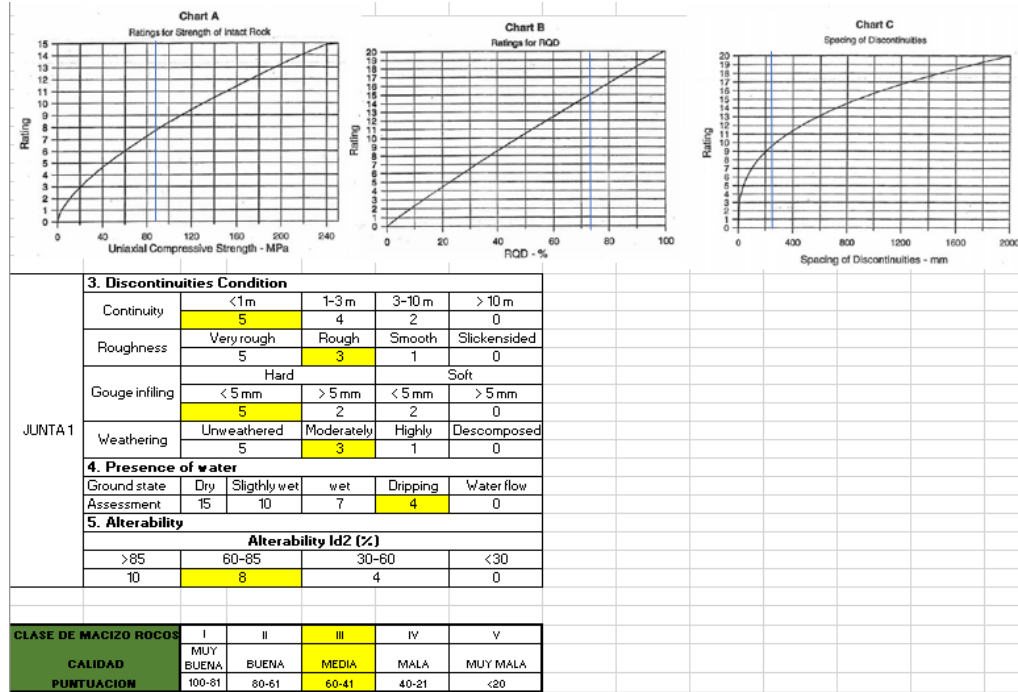 Chart A
Ratings for Strength of Intact Rock
15
14
13
12
11
10
9
8
7
6
5
4
3
2
1
0
Rating
0 40 80 120 160 200 240
Uniaxial Compressive Strength - MPa
Chart B
Ratings for RQD
20
19
18
17
16
15
14
13
12
11
10
9
8
7
6
5
4
3
2
1
0
Rating
0 20 40 60 80 100
RQD - %
Chart C
Spacing of Discontinuities
20
19
18
17
16
15
14
13
12
11
10
9
8
7
6
5
4
3
2
1
0
Rating
0 400 800 1200 1600 2000
Spacing of Discontinuities - mm
JUNTA 1
3. Discontinuities Condition
Continuity <1 m 1-3 m 3-10 m > 10 m
5 4 2 0
Roughness Very rough Rough Smooth Slickensided
5 3 1 0
Gouge infiling Hard Soft
< 5 mm > 5 mm < 5 mm > 5 mm
5 2 2 0
Weathering Unweathered Moderately Highly Descomposed
5 3 1 0
4. Presence of water
Ground state Dry Sligthly wet wet Dripping Water flow
Assessment 15 10 7 4 0
5. Alterability
Alterability Id2 (%)
>85 60-85 30-60 <30
10 8 4 0
CLASE DE MACIZO ROCOS I II III IV V
CALIDAD MUY BUENA BUENA MEDIA MALA MUY MALA
PUNTUACION 100-81 80-61 60-41 40-21 <20